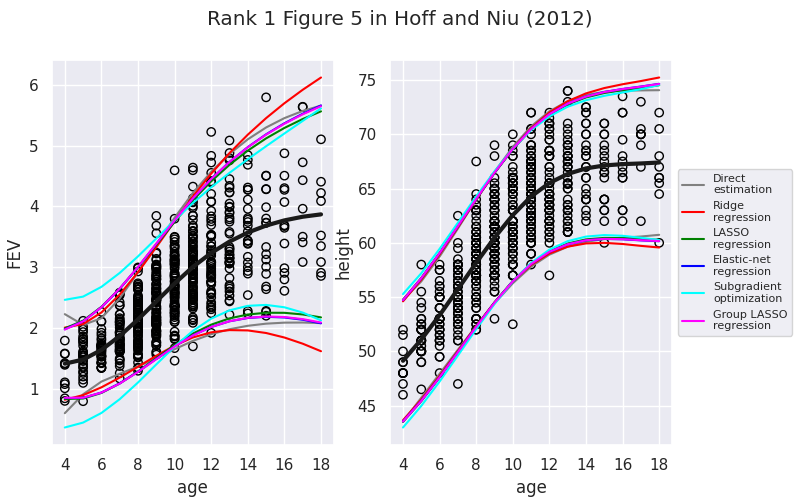 Rank 1 Figure 5 in Hoff and Niu (2012)
FEV
6
5
4
3
2
1
4 6 8 10 12 14 16 18
age
height
75
70
65
60
55
50
45
4 6 8 10 12 14 16 18
age
Direct
estimation
Ridge
regression
LASSO
regression
Elastic-net
regression
Subgradient
optimization
Group LASSO
regression